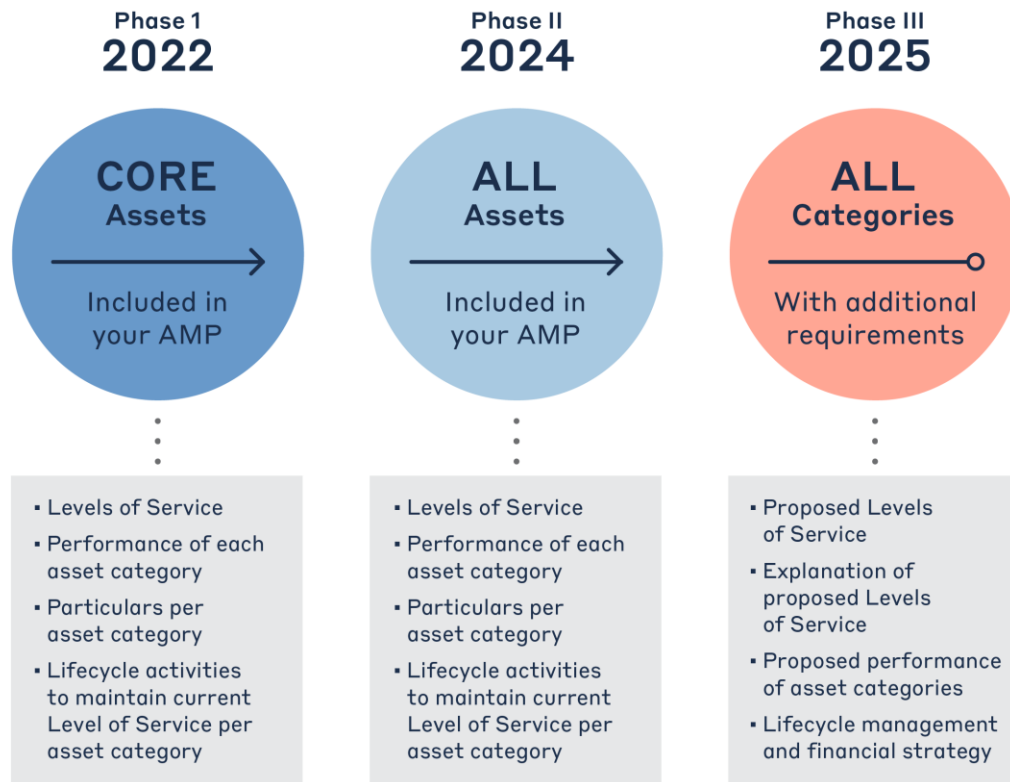 Phase 1
2022
CORE
Assets
Included in
your AMP
▪ Levels of Service
▪ Performance of each
asset category
▪ Particulars per
asset category
▪ Lifecycle activities
to maintain current
Level of Service per
asset category
Phase II
2024
ALL
Assets
Included in
your AMP
▪ Levels of Service
▪ Performance of each
asset category
▪ Particulars per
asset category
▪ Lifecycle activities
to maintain current
Level of Service per
asset category
Phase III
2025
ALL
Categories
With additional
requirements
▪ Proposed Levels
of Service
▪ Explanation of
proposed Levels
of Service
▪ Proposed performance
of asset categories
▪ Lifecycle management
and financial strategy